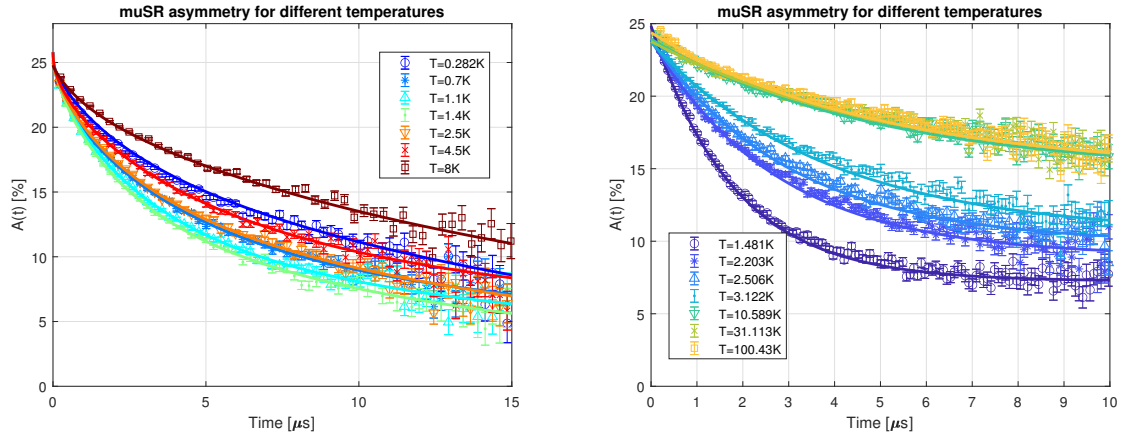 muSR asymmetry for different temperatures
A(t) [%]
25
20
15
10
5
0
0 5 10 15
Time [μs]
T=0.282K
T=0.7K
T=1.1K
T=1.4K
T=2.5K
T=4.5K
T=8K
muSR asymmetry for different temperatures
A(t) [%]
25
20
15
10
5
0
0 1 2 3 4 5 6 7 8 9 10
Time [μs]
T=1.481K
T=2.203K
T=2.506K
T=3.122K
T=10.589K
T=31.113K
T=100.43K